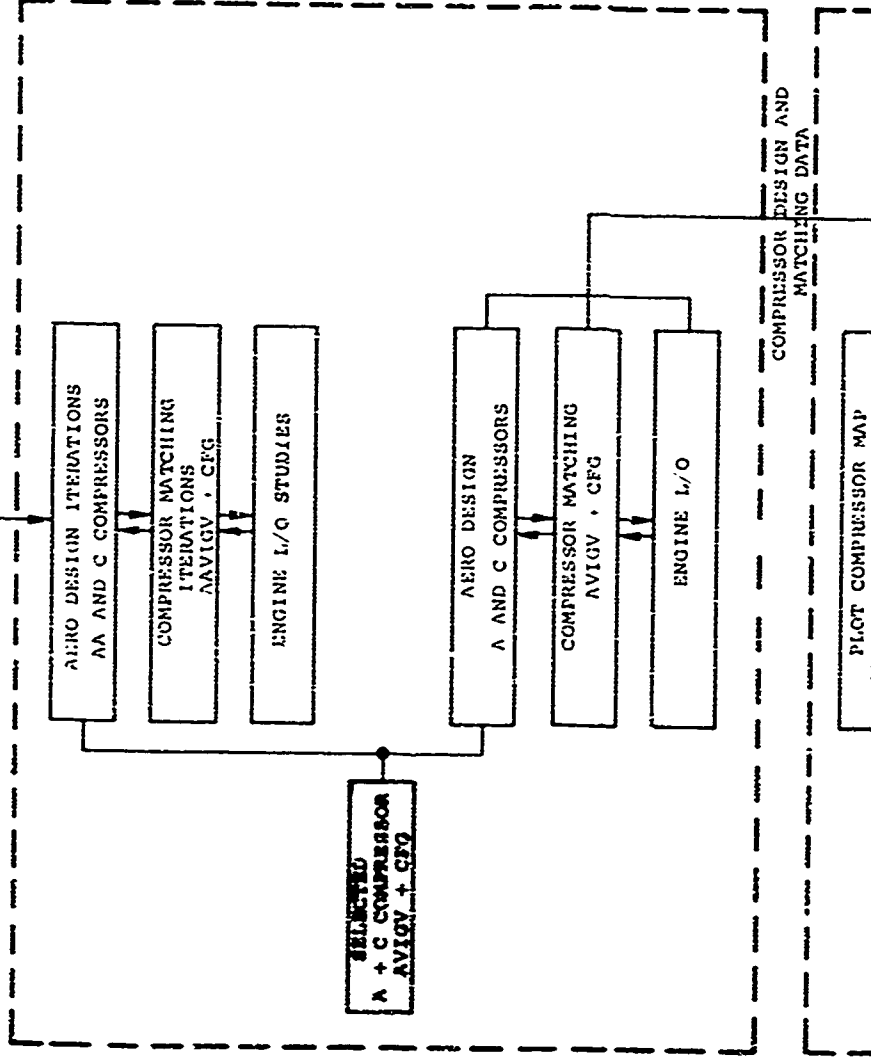 AERO DESIGN ITERATIONS
AA AND C COMPRESSORS
COMPRESSOR MATCHING
ITERATIONS
AAVIGV + CFG
ENGINE L/O STUDIES
SELECTED
A + C COMPRESSOR
AVIGV + CFG
AERO DESIGN
A AND C COMPRESSORS
COMPRESSOR MATCHING
AVIGV + CFG
ENGINE L/O
COMPRESSOR DESIGN AND
MATCHING DATA
PLOT COMPRESSOR MAP